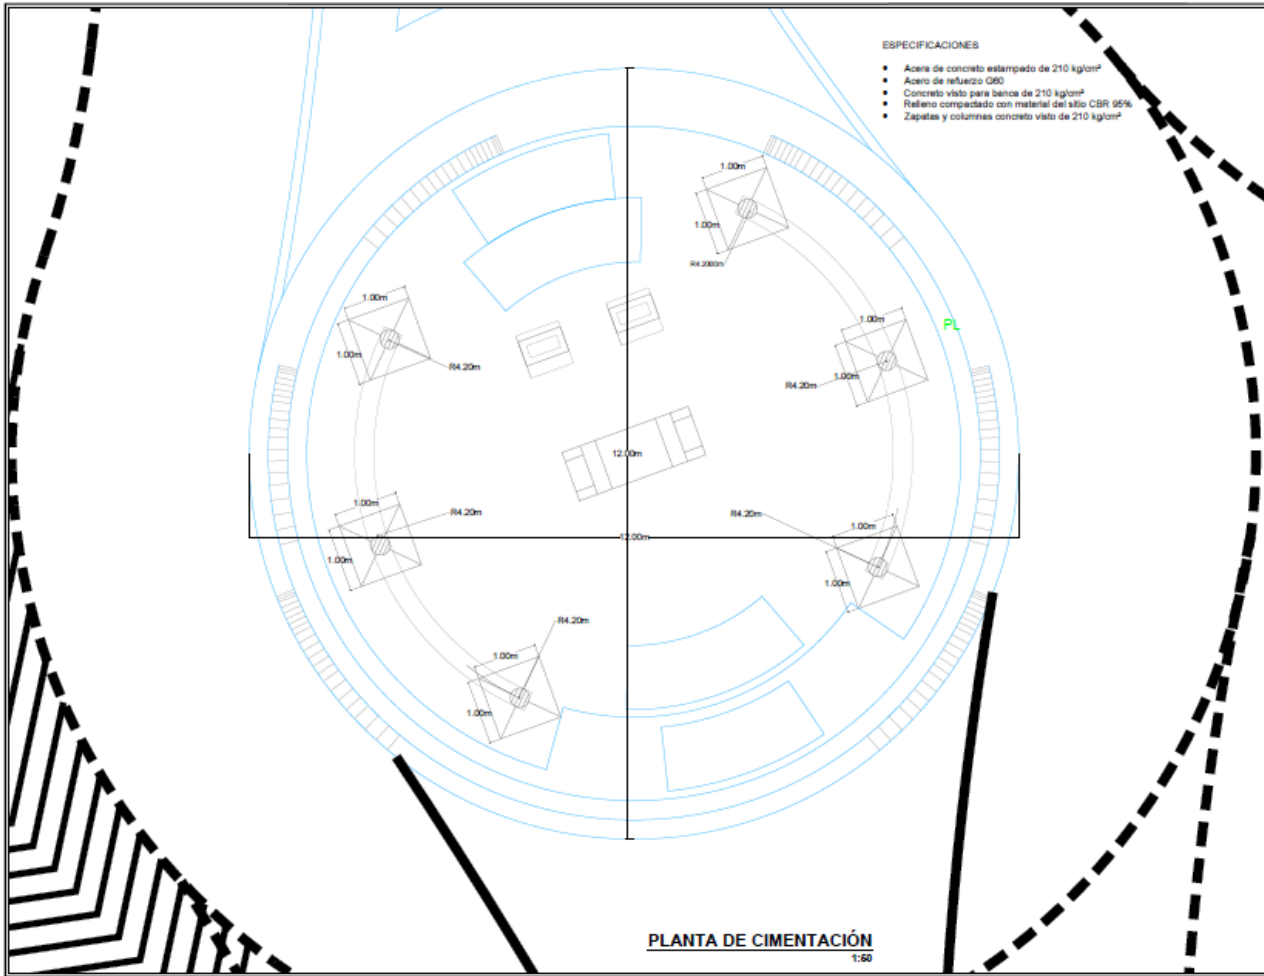 ESPECIFICACIONES
• Acera de concreto estampado de 210 kg/cm²
• Acero de refuerzo G60
• Concreto visto para banca de 210 kg/cm²
• Relleno compactado con material del sitio CBR 95%
• Zapatas y columnas concreto visto de 210 kg/cm²
1.00m
1.00m
R4.2000m
1.00m
1.00m
R4.20m
PL
1.00m
1.00m
R4.20m
12.00m
1.00m
1.00m
R4.20m
R4.20m
1.00m
1.00m
12.00m
R4.20m
1.00m
1.00m
PLANTA DE CIMENTACIÓN
1:50